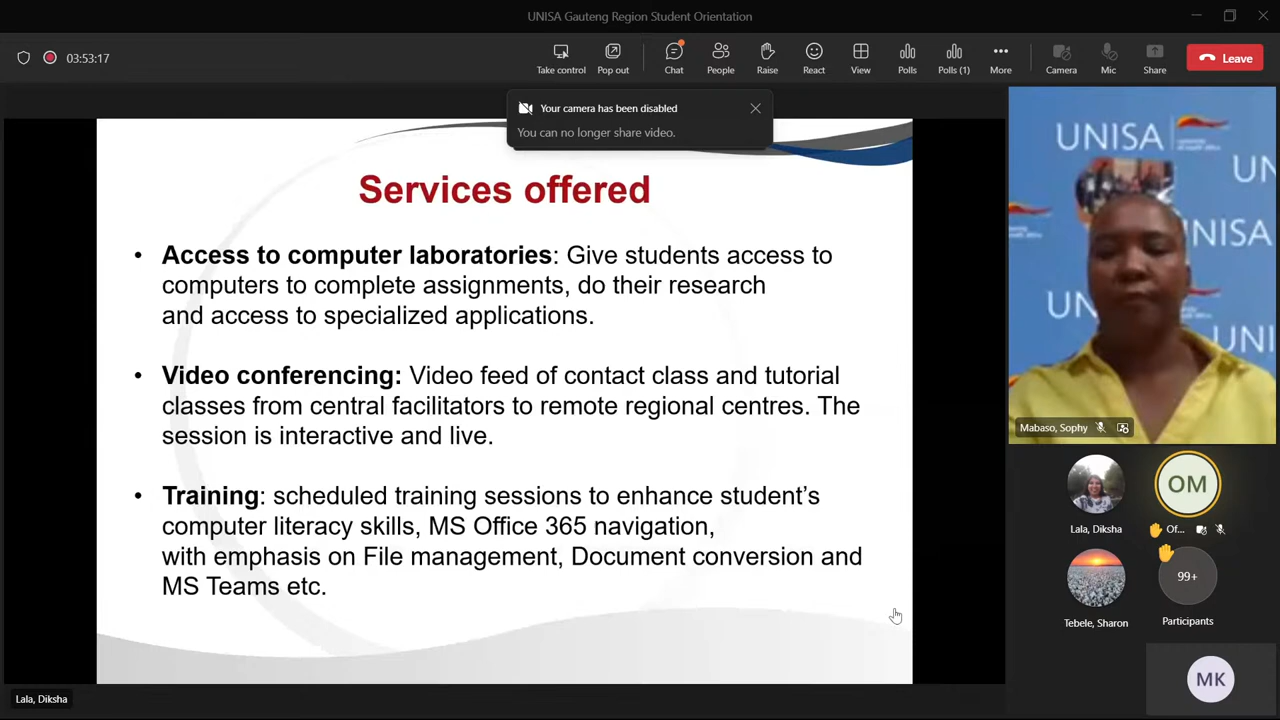 UNISA Gauteng Region Student Orientation
03:53:17
Take control
Pop out
Chat
People
Raise
React
View
Polls
Polls (1)
More
Camera
Mic
Share
Leave
Your camera has been disabled
You can no longer share video.
Services offered
• Access to computer laboratories: Give students access to
computers to complete assignments, do their research
and access to specialized applications.
• Video conferencing: Video feed of contact class and tutorial
classes from central facilitators to remote regional centres. The
session is interactive and live.
• Training: scheduled training sessions to enhance student’s
computer literacy skills, MS Office 365 navigation,
with emphasis on File management, Document conversion and
MS Teams etc.
Lala, Diksha
UNISA
UN
UNISA
NISA
UN
UNISA
Mabaso, Sophy
OM
Lala, Diksha
Of...
99+
Tebele, Sharon
Participants
MK